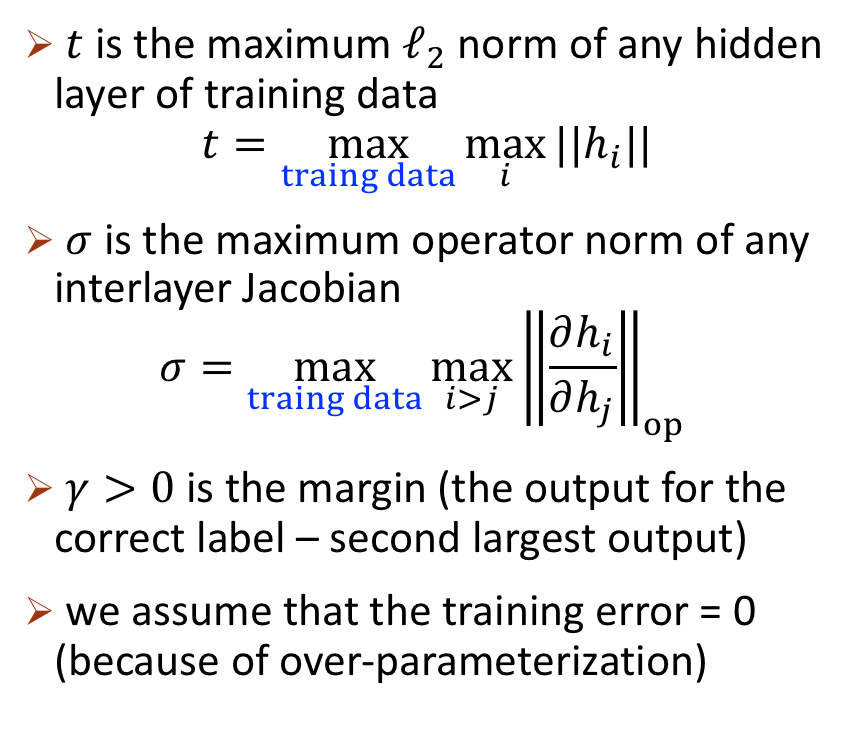 ➢ t is the maximum ℓ₂ norm of any hidden
layer of training data
t = max max ||hᵢ||
traing data i
➢ σ is the maximum operator norm of any
interlayer Jacobian
σ = max max ||∂hᵢ/∂hⱼ||op
traing data i>j
➢ γ > 0 is the margin (the output for the
correct label – second largest output)
➢ we assume that the training error = 0
(because of over-parameterization)